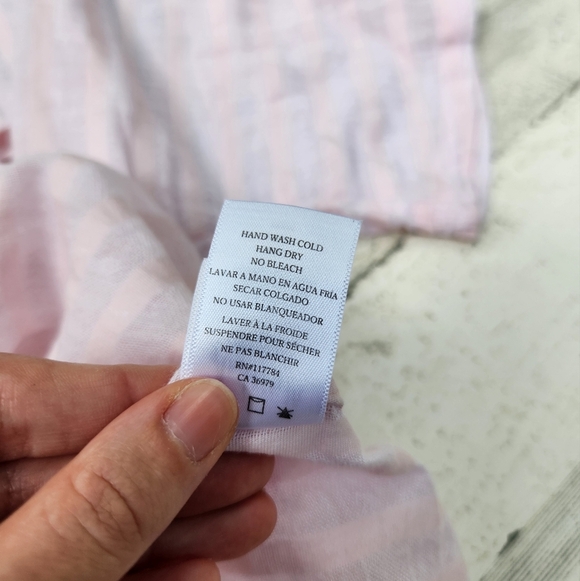 HAND WASH COLD
HANG DRY
NO BLEACH
LAVAR A MANO EN AGUA FRÍA
SECAR COLGADO
NO USAR BLANQUEADOR
LAVER À LA FROIDE
SUSPENDRE POUR SÉCHER
NE PAS BLANCHIR
RN#117784
CA 36979